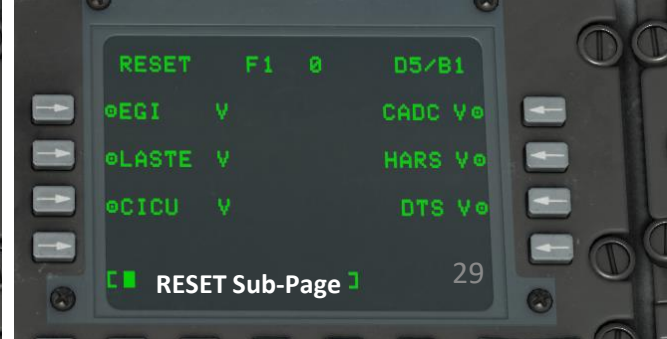 RESET F1 0 D5/B1
EGI V CADC V
LASTE V HARS V
CICU V DTS V
[ RESET Sub-Page ] 29